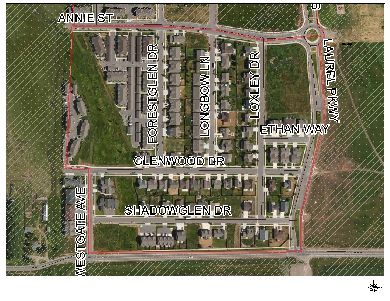 ANNIE ST
LAUREL PKWY
FORESTGLEN DR
LONGBOW LN
LOXLEY DR
ETHAN WAY
GLENWOOD DR
SHADOWGLEN DR
WESTGATE AVE